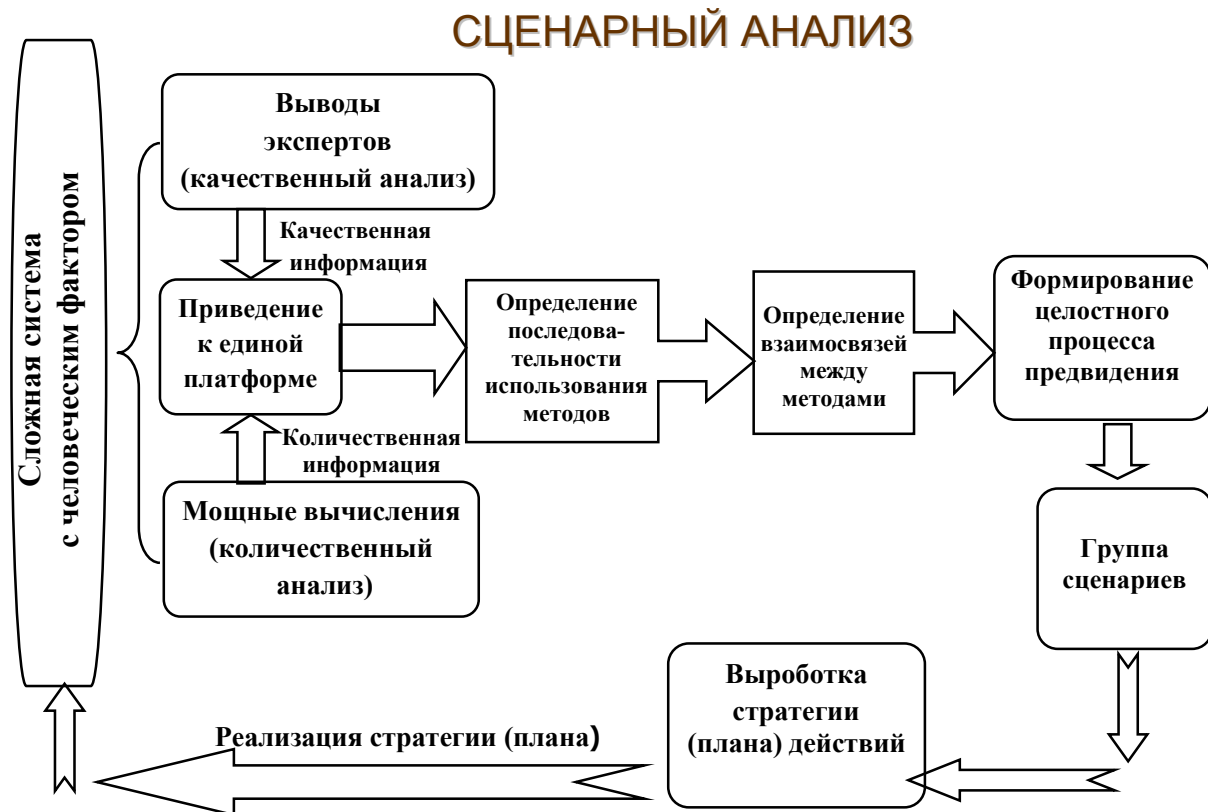 СЦЕНАРНЫЙ АНАЛИЗ
Сложная система
с человеческим фактором
Выводы
экспертов
(качественный анализ)
Качественная
информация
Приведение
к единой
платформе
Количественная
информация
Мощные вычисления
(количественный
анализ)
Определение
последова-
тельности
использования
методов
Определение
взаимосвязей
между
методами
Формирование
целостного
процесса
предвидения
Группа
сценариев
Выроботка
стратегии
(плана) действий
Реализация стратегии (плана)